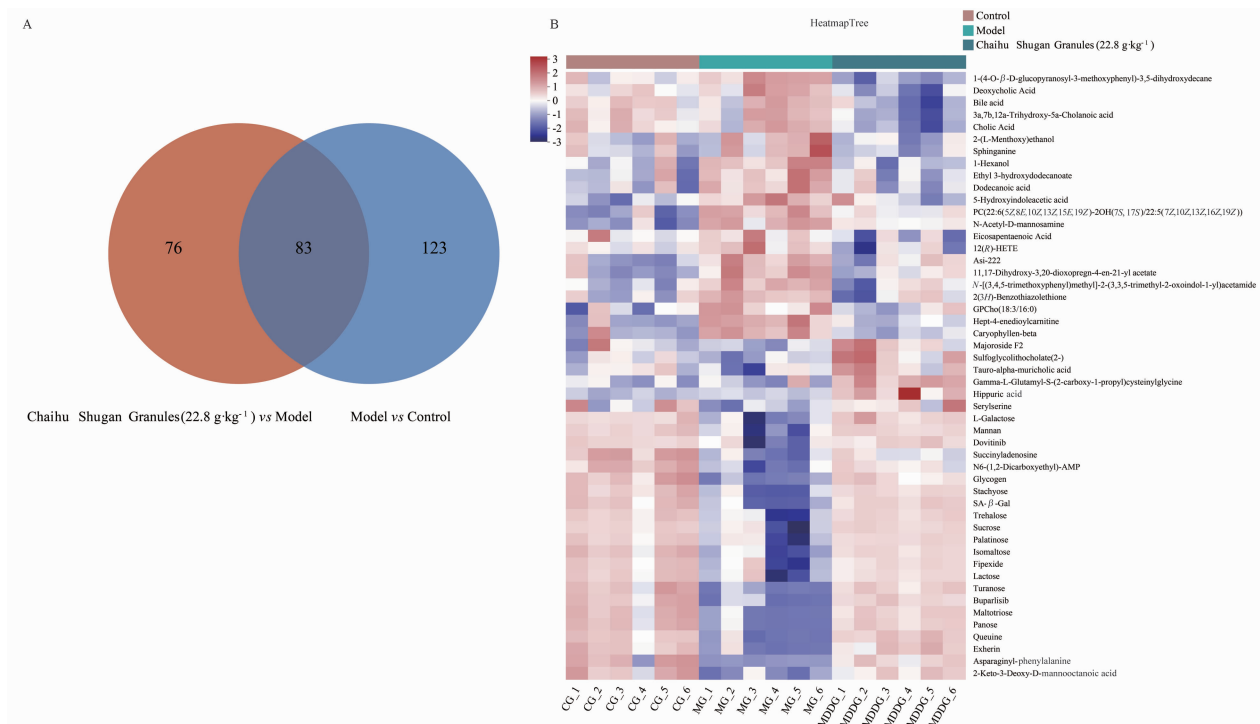 A
76
83
123
Chaihu Shugan Granules(22.8 g·kg⁻¹) vs Model
Model vs Control
B
HeatmapTree
Control
Model
Chaihu Shugan Granules (22.8 g·kg⁻¹)
3
2
1
0
-1
-2
-3
1-(4-O-β-D-glucopyranosyl-3-methoxyphenyl)-3,5-dihydroxydecane
Deoxycholic Acid
Bile acid
3a,7b,12a-Trihydroxy-5a-Cholanoic acid
Cholic Acid
2-(L-Menthoxy)ethanol
Sphinganine
1-Hexanol
Ethyl 3-hydroxydodecanoate
Dodecanoic acid
5-Hydroxyindoleacetic acid
PC(22:6(5Z,8E,10Z,13Z,15E,19Z)-2OH(7S, 17S)/22:5(7Z,10Z,13Z,16Z,19Z))
N-Acetyl-D-mannosamine
Eicosapentaenoic Acid
12(R)-HETE
Asi-222
11,17-Dihydroxy-3,20-dioxopregn-4-en-21-yl acetate
N-[(3,4,5-trimethoxyphenyl)methyl]-2-(3,3,5-trimethyl-2-oxoindol-1-yl)acetamide
2(3H)-Benzothiazolethione
GPCho(18:3/16:0)
Hept-4-enedioylcarnitine
Caryophyllen-beta
Majoroside F2
Sulfoglycolithocholate(2-)
Tauro-alpha-muricholic acid
Gamma-L-Glutamyl-S-(2-carboxy-1-propyl)cysteinylglycine
Hippuric acid
Serylserine
L-Galactose
Mannan
Dovitinib
Succinyladenosine
N6-(1,2-Dicarboxyethyl)-AMP
Glycogen
Stachyose
SA-β-Gal
Trehalose
Sucrose
Palatinose
Isomaltose
Fipexide
Lactose
Turanose
Buparlisib
Maltotriose
Panose
Queuine
Exherin
Asparaginyl-phenylalanine
2-Keto-3-Deoxy-D-mannooctanoic acid
CG_1
CG_2
CG_3
CG_4
CG_5
CG_6
MG_1
MG_2
MG_3
MG_4
MG_5
MG_6
MDDG_1
MDDG_2
MDDG_3
MDDG_4
MDDG_5
MDDG_6